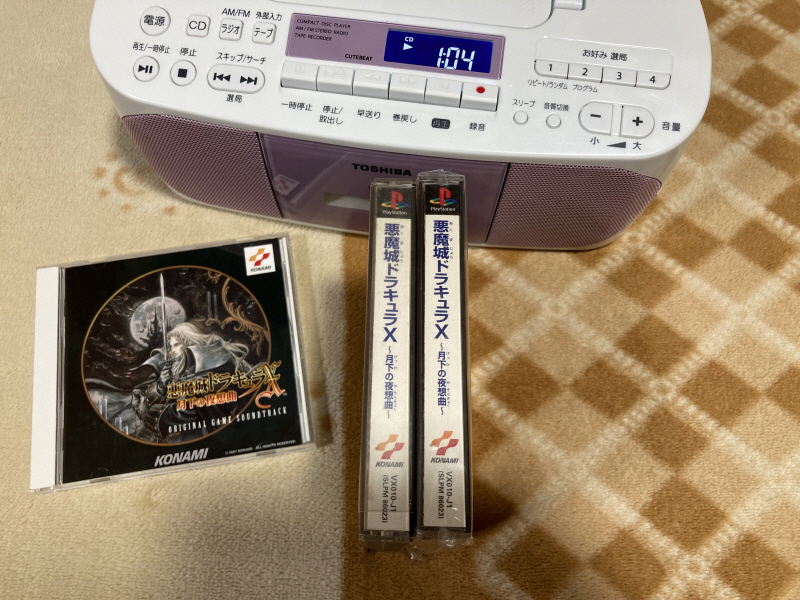 電源
CD
AM/FM
ラジオ
外部入力
テープ
COMPACT DISC PLAYER
AM/FM STEREO RADIO
TAPE RECORDER
CUTEBEAT
CD
1:04
再生/一時停止
停止
スキップ/サーチ
選局
一時停止
停止/取出し
早送り
巻戻し
再生
録音
お好み選局
1
2
3
4
リピート/ランダム
プログラム
スリープ
音質切換
小
大
音量
TOSHIBA
KONAMI
悪魔城ドラキュラX
月下の夜想曲
ORIGINAL GAME SOUNDTRACK
KONAMI
©1997 KONAMI ALL RIGHTS RESERVED.
PlayStation
悪魔城ドラキュラX
~月下の夜想曲~
KONAMI
VX010-J1
(SLPM 86023)
PlayStation
悪魔城ドラキュラX
~月下の夜想曲~
KONAMI
VX010-J1
(SLPM 86023)